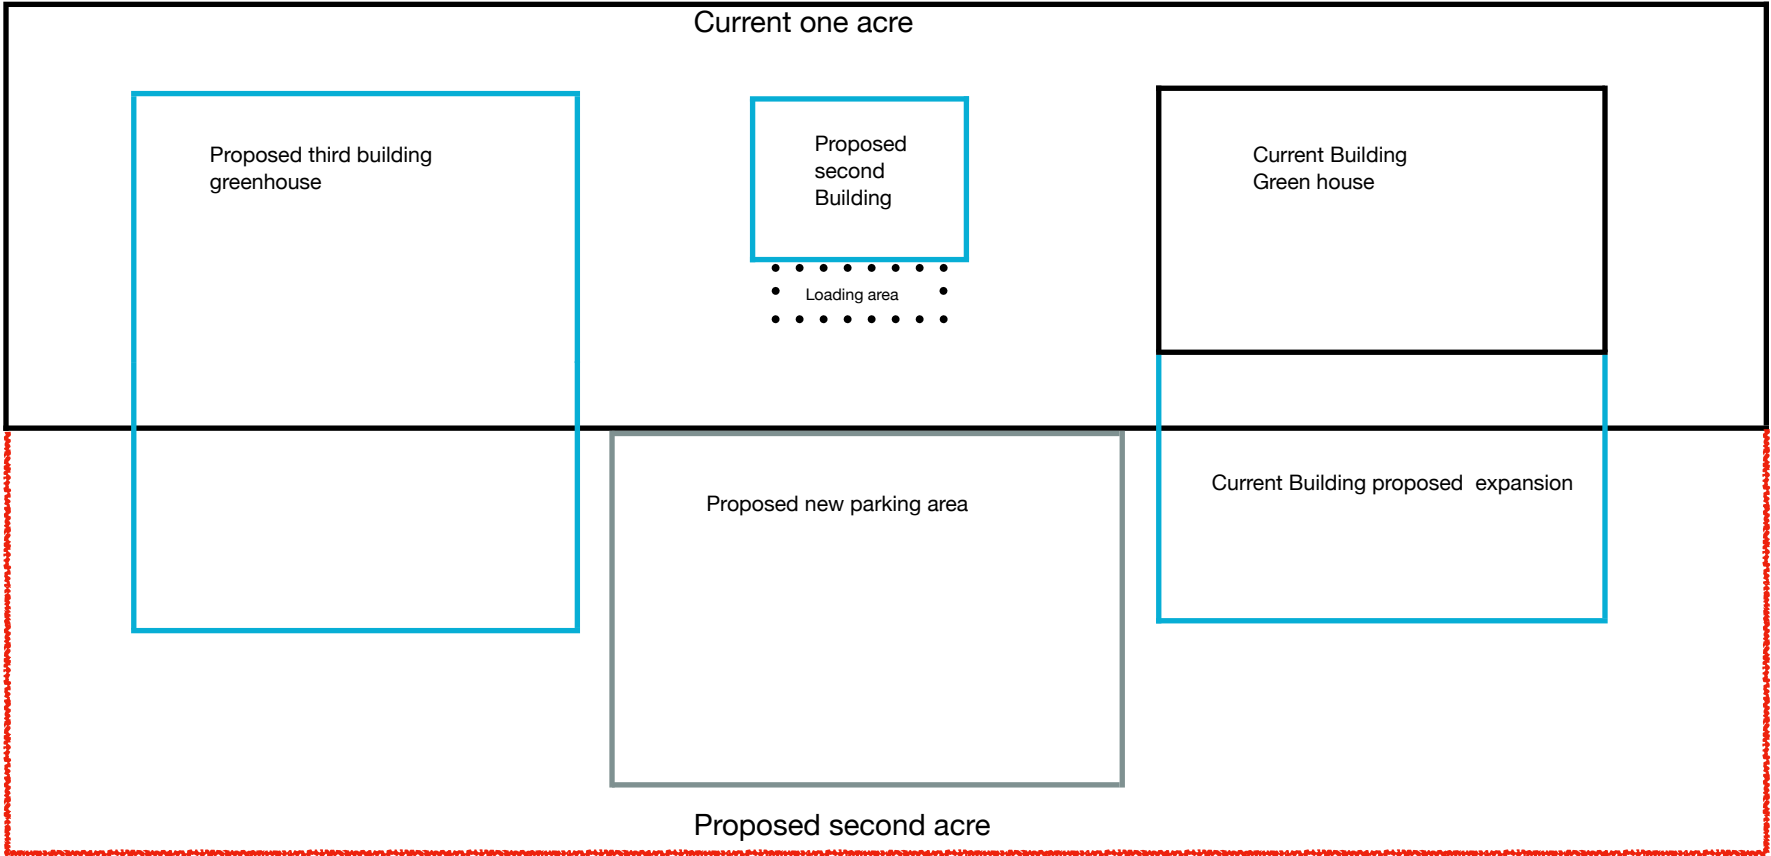 Current one acre
Proposed third building
greenhouse
Proposed
second
Building
Current Building
Green house
Loading area
Current Building proposed  expansion
Proposed new parking area
Proposed second acre